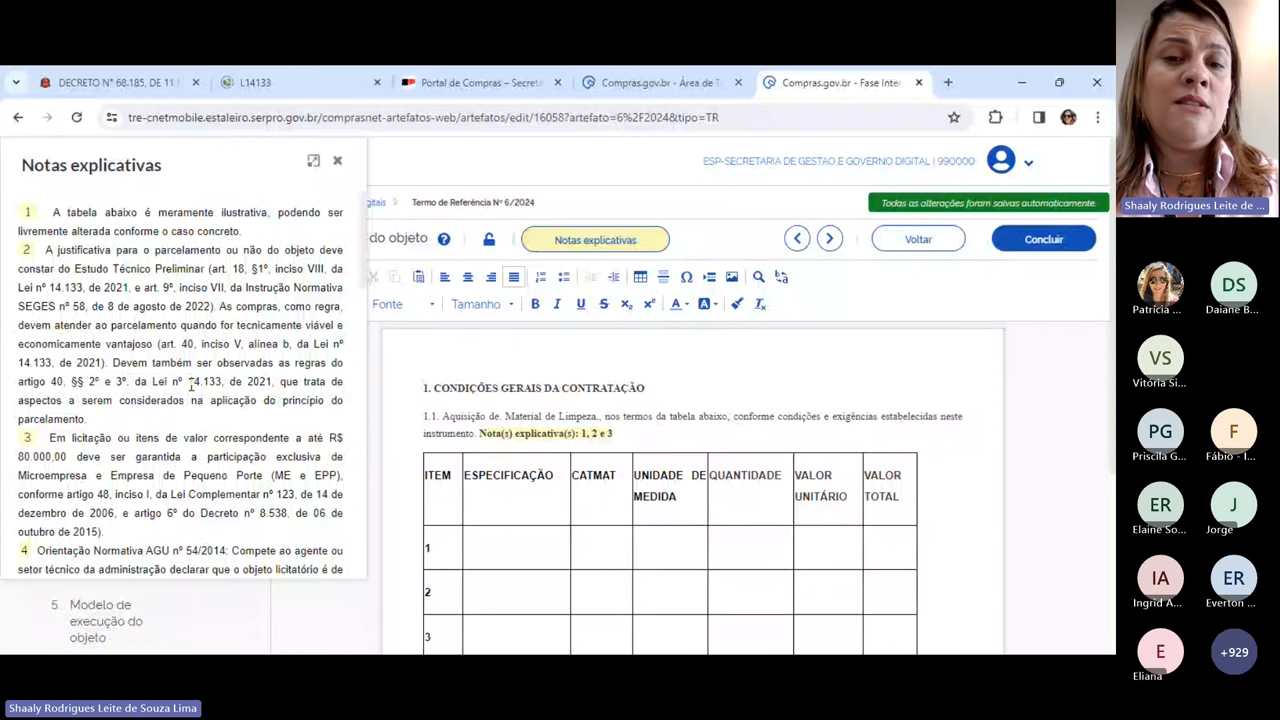 DECRETO N° 68.185, DE 11
L14133
Portal de Compras – Secreta
Compras.gov.br - Área de T
Compras.gov.br - Fase Inter
tre-cnetmobile.estaleiro.serpro.gov.br/comprasnet-artefatos-web/artefatos/edit/16058?artefato=6%2F2024&tipo=TR
Notas explicativas
1 A tabela abaixo é meramente ilustrativa, podendo ser
livremente alterada conforme o caso concreto.
2 A justificativa para o parcelamento ou não do objeto deve
constar do Estudo Técnico Preliminar (art. 18, §1º, inciso VIII, da
Lei nº 14.133, de 2021, e art. 9º, inciso VII, da Instrução Normativa
SEGES nº 58, de 8 de agosto de 2022). As compras, como regra,
devem atender ao parcelamento quando for tecnicamente viável e
economicamente vantajoso (art. 40, inciso V, alínea b, da Lei nº
14.133, de 2021). Devem também ser observadas as regras do
artigo 40, §§ 2º e 3º, da Lei nº 14.133, de 2021, que trata de
aspectos a serem considerados na aplicação do princípio do
parcelamento.
3 Em licitação ou itens de valor correspondente a até R$
80.000,00 deve ser garantida a participação exclusiva de
Microempresa e Empresa de Pequeno Porte (ME e EPP),
conforme artigo 48, inciso I, da Lei Complementar nº 123, de 14 de
dezembro de 2006, e artigo 6º do Decreto nº 8.538, de 06 de
outubro de 2015).
4 Orientação Normativa AGU nº 54/2014: Compete ao agente ou
setor técnico da administração declarar que o objeto licitatório é de
5. Modelo de
execução do
objeto
ESP-SECRETARIA DE GESTAO E GOVERNO DIGITAL | 990000
igitais
Termo de Referência Nº 6/2024
Todas as alterações foram salvas automaticamente.
do objeto
Notas explicativas
Voltar
Concluir
Fonte
Tamanho
1. CONDIÇÕES GERAIS DA CONTRATAÇÃO
1.1. Aquisição de. Material de Limpeza., nos termos da tabela abaixo, conforme condições e exigências estabelecidas neste
instrumento. Nota(s) explicativa(s): 1, 2 e 3
ITEM ESPECIFICAÇÃO CATMAT UNIDADE DE MEDIDA QUANTIDADE VALOR UNITÁRIO VALOR TOTAL
1
2
3
Shaaly Rodrigues Leite de ...
Patrícia ...
DS
Daiane B...
VS
Vitória Si...
PG
Priscila G...
F
Fábio - I...
ER
Elaine So...
J
Jorge
IA
Ingrid A...
ER
Everton ...
E
Eliana
+929
Shaaly Rodrigues Leite de Souza Lima